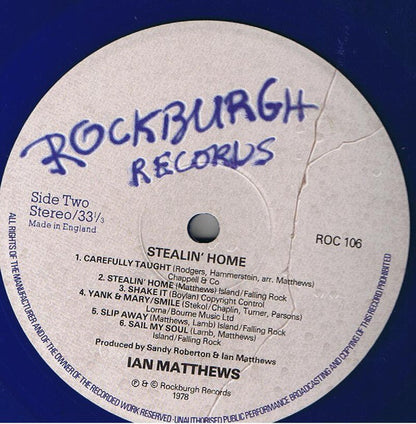 ROCKBURGH
RECORDS
Side Two
Stereo/33⅓
Made in England
ROC 106
STEALIN' HOME
1. CAREFULLY TAUGHT (Rodgers, Hammerstein, arr. Matthews)
Chappell & Co
2. STEALIN' HOME (Matthews) Island/Falling Rock
3. SHAKE IT (Boylan) Copyright Control
4. YANK & MARY/SMILE (Stekol/Chaplin, Turner, Parsons)
Lorna/Bourne Music Ltd
5. SLIP AWAY (Matthews, Lamb) Island/Falling Rock
6. SAIL MY SOUL (Lamb, Matthews)
Island/Falling Rock
Produced by Sandy Roberton & Ian Matthews
IAN MATTHEWS
℗ & © Rockburgh Records
1978
ALL RIGHTS OF THE MANUFACTURER AND OF THE OWNER OF THE RECORDED WORK RESERVED · UNAUTHORISED PUBLIC PERFORMANCE BROADCASTING AND COPYING OF THIS RECORD PROHIBITED